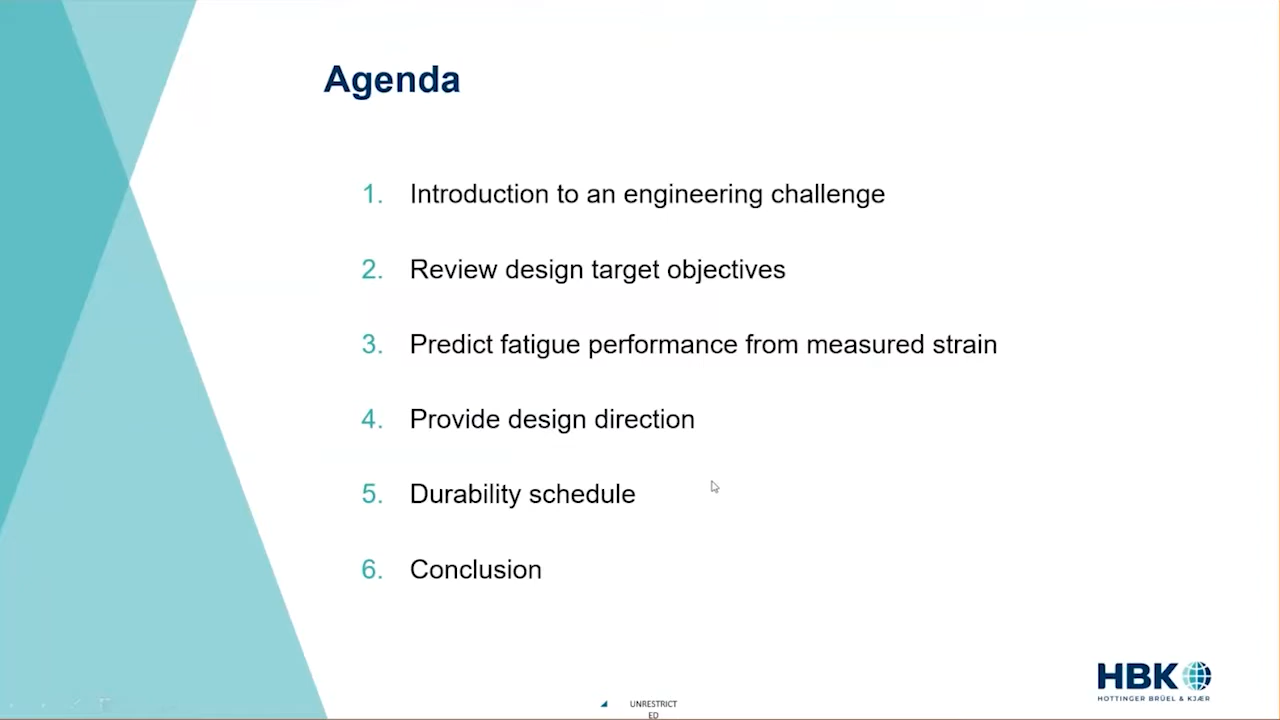 Agenda
1. Introduction to an engineering challenge
2. Review design target objectives
3. Predict fatigue performance from measured strain
4. Provide design direction
5. Durability schedule
6. Conclusion
HBK
HOTTINGER BRÜEL & KJÆR
UNRESTRICT
ED